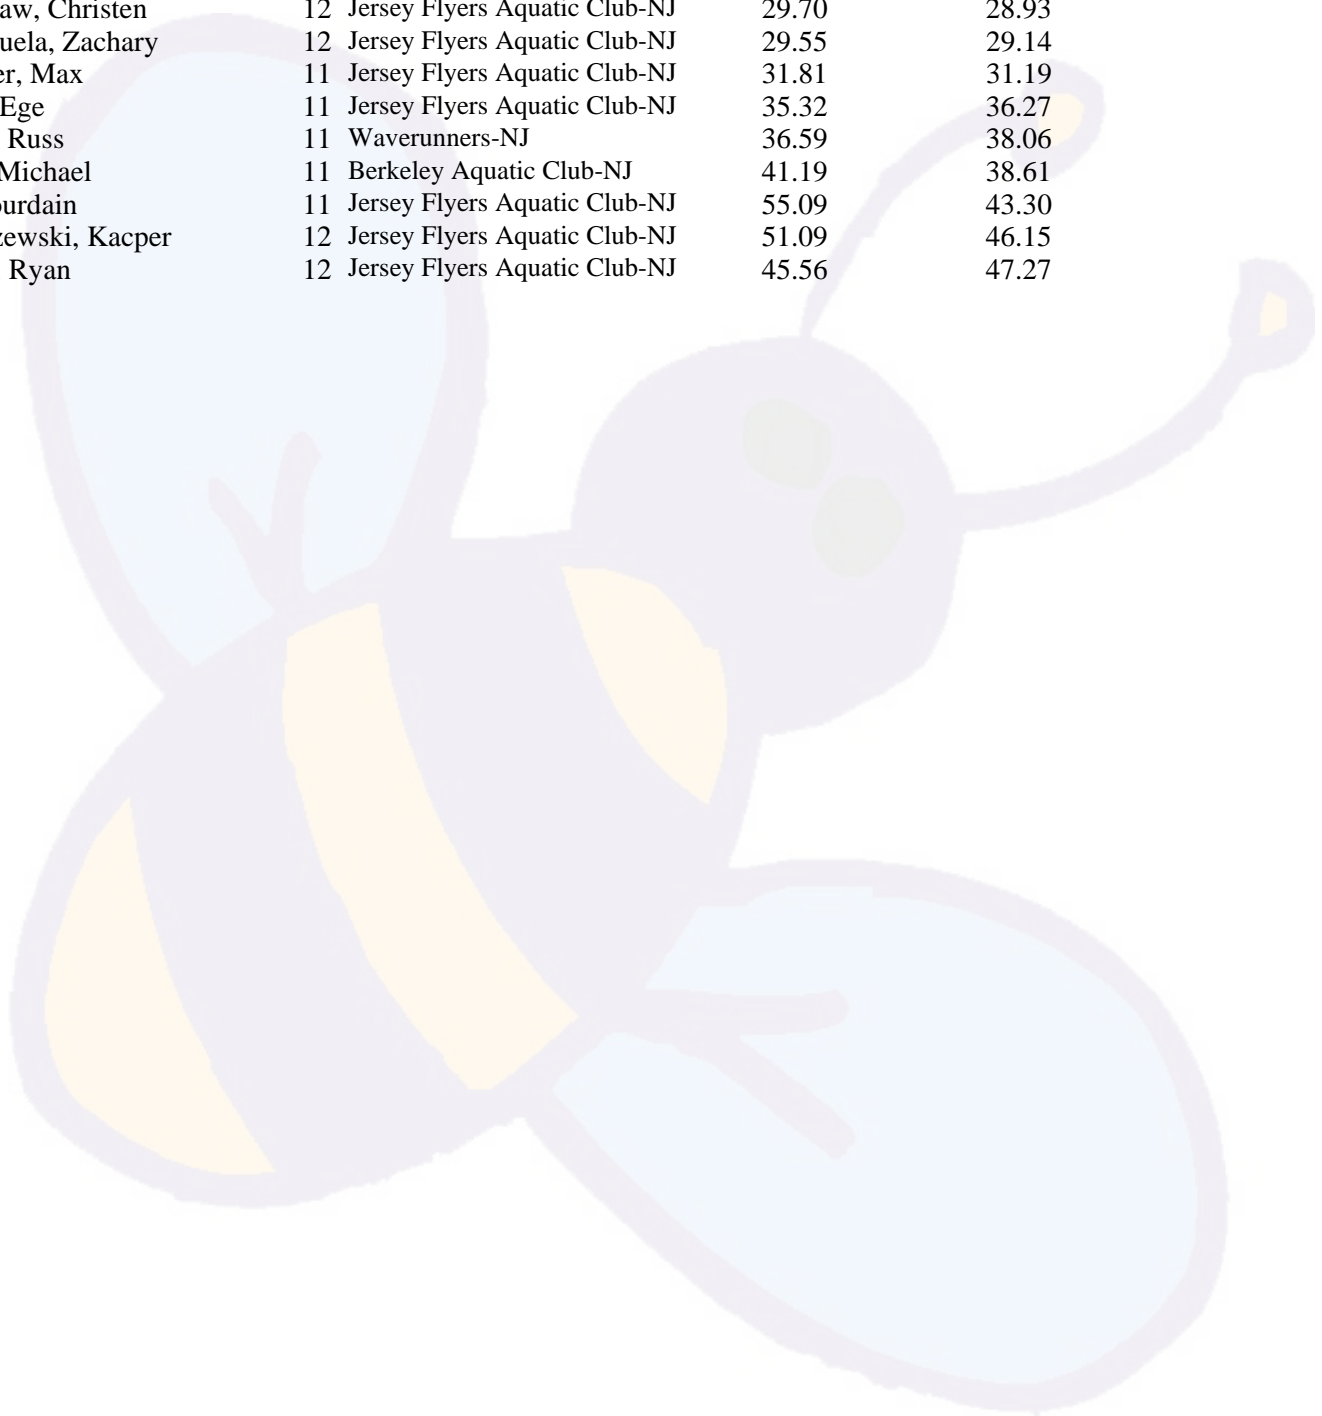 aw, Christen 12 Jersey Flyers Aquatic Club-NJ 29.70 28.93
uela, Zachary 12 Jersey Flyers Aquatic Club-NJ 29.55 29.14
er, Max 11 Jersey Flyers Aquatic Club-NJ 31.81 31.19
Ege 11 Jersey Flyers Aquatic Club-NJ 35.32 36.27
Russ 11 Waverunners-NJ 36.59 38.06
Michael 11 Berkeley Aquatic Club-NJ 41.19 38.61
ourdain 11 Jersey Flyers Aquatic Club-NJ 55.09 43.30
zewski, Kacper 12 Jersey Flyers Aquatic Club-NJ 51.09 46.15
Ryan 12 Jersey Flyers Aquatic Club-NJ 45.56 47.27